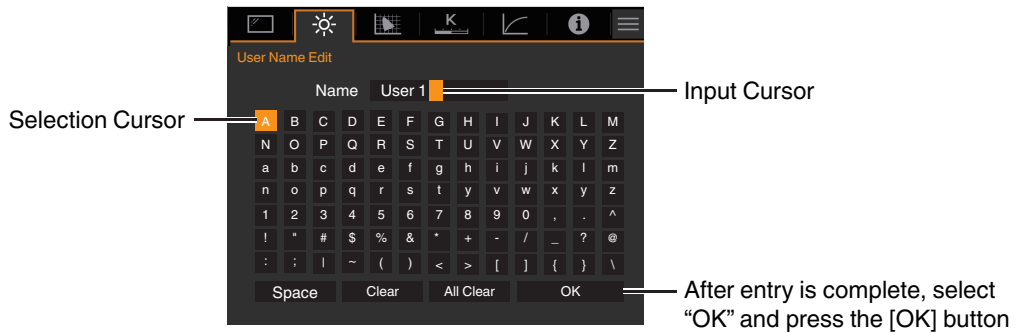 K
User Name Edit
Name User 1
Input Cursor
Selection Cursor
A B C D E F G H I J K L M
N O P Q R S T U V W X Y Z
a b c d e f g h i j k l m
n o p q r s t y v w x y z
1 2 3 4 5 6 7 8 9 0 , . ^
! " # $ % & * + - / _ ? @
: ; | ~ ( ) < > [ ] { } \
Space Clear All Clear OK
After entry is complete, select
“OK” and press the [OK] button